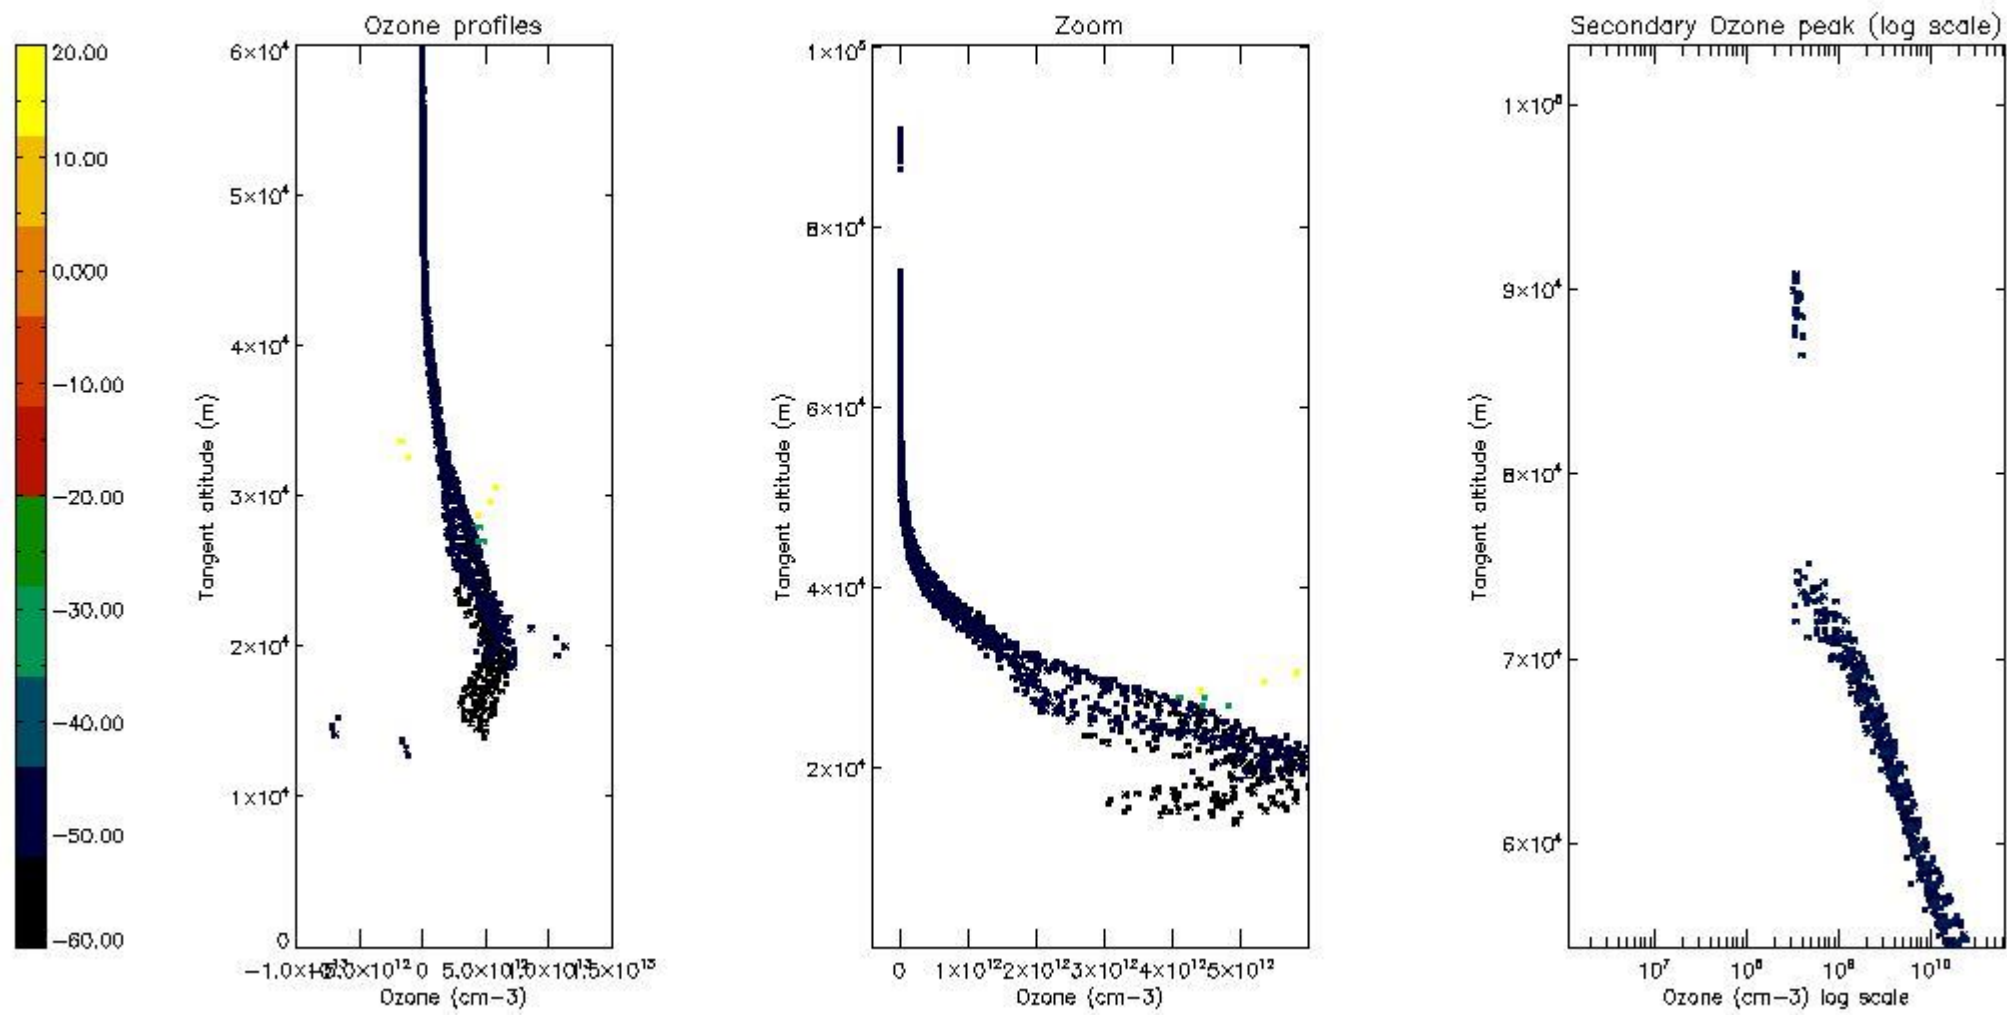 Ozone profiles
Zoom
Secondary Ozone peak (log scale)
20.00
10.00
0.000
−10.00
−20.00
−30.00
−40.00
−50.00
−60.00
6×10⁴
5×10⁴
4×10⁴
3×10⁴
2×10⁴
1×10⁴
0
Tangent altitude (m)
0
Ozone (cm−3)
1×10⁵
8×10⁴
6×10⁴
4×10⁴
2×10⁴
Tangent altitude (m)
0 1×10¹² 2×10¹² 3×10¹² 4×10¹² 5×10¹²
Ozone (cm−3)
9×10⁴
8×10⁴
7×10⁴
6×10⁴
Tangent altitude (m)
10⁷ 10⁹ 10¹⁰
Ozone (cm−3) log scale